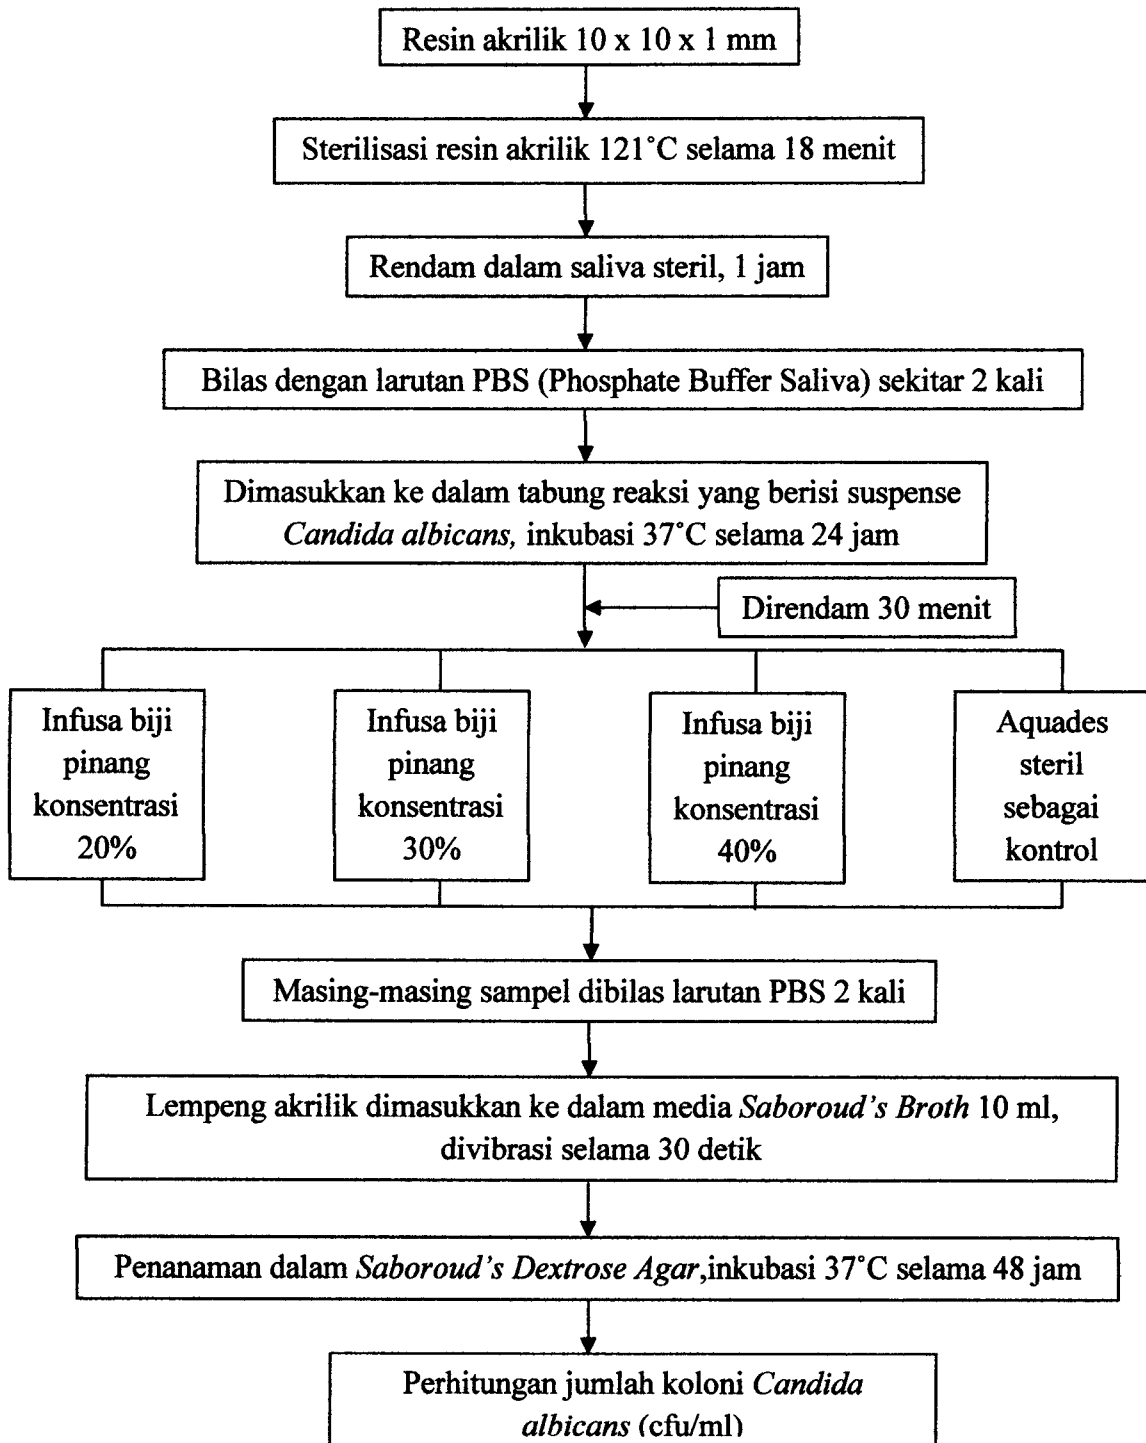 Resin akrilik 10 x 10 x 1 mm
Sterilisasi resin akrilik 121˚C selama 18 menit
Rendam dalam saliva steril, 1 jam
Bilas dengan larutan PBS (Phosphate Buffer Saliva) sekitar 2 kali
Dimasukkan ke dalam tabung reaksi yang berisi suspense
Candida albicans, inkubasi 37˚C selama 24 jam
Direndam 30 menit
Infusa biji
pinang
konsentrasi
20%
Infusa biji
pinang
konsentrasi
30%
Infusa biji
pinang
konsentrasi
40%
Aquades
steril
sebagai
kontrol
Masing-masing sampel dibilas larutan PBS 2 kali
Lempeng akrilik dimasukkan ke dalam media Saboroud's Broth 10 ml,
divibrasi selama 30 detik
Penanaman dalam Saboroud's Dextrose Agar,inkubasi 37˚C selama 48 jam
Perhitungan jumlah koloni Candida
albicans (cfu/ml)